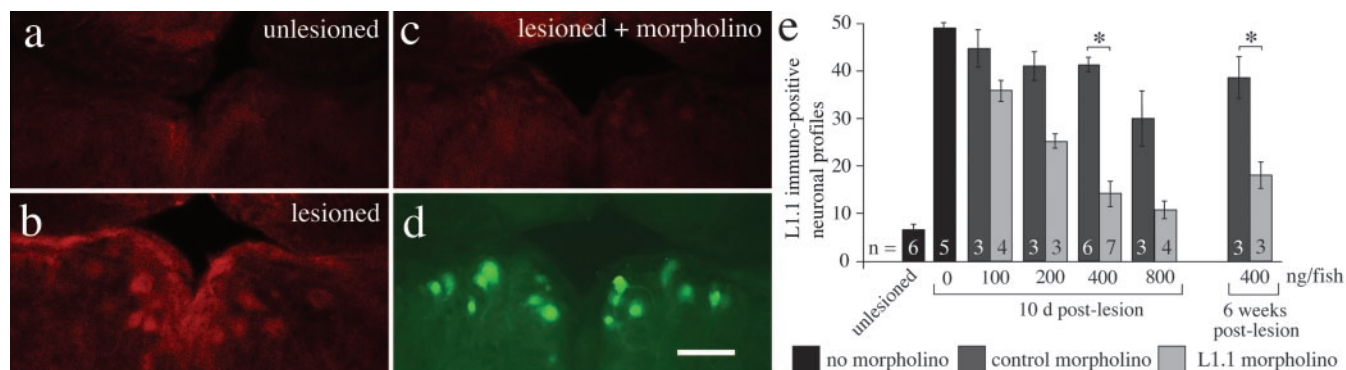 a
unlesioned
b
lesioned
c
lesioned + morpholino
d
e
L1.1 immuno-positive
neuronal profiles
50
40
30
20
10
0
n = 6 5 3 4 3 3 6 7 3 4 3 3
* *
unlesioned 0 100 200 400 800 400 ng/fish
10 d post-lesion
6 weeks
post-lesion
no morpholino control morpholino L1.1 morpholino